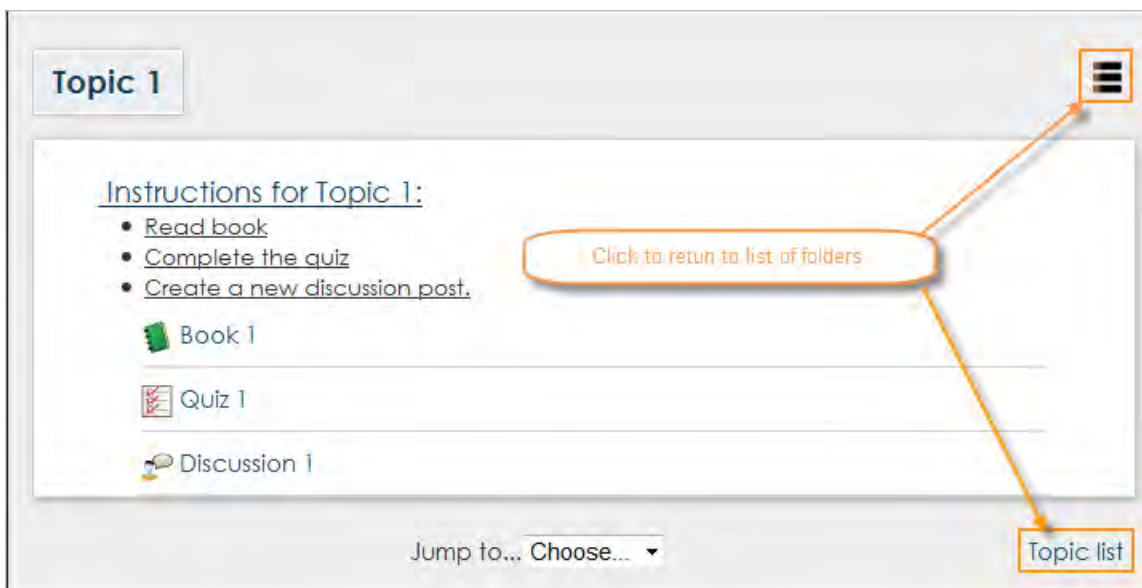 Topic 1
Instructions for Topic 1:
Read book
Complete the quiz
Create a new discussion post.
Click to retun to list of folders
Book 1
Quiz 1
Discussion 1
Jump to... Choose...
Topic list